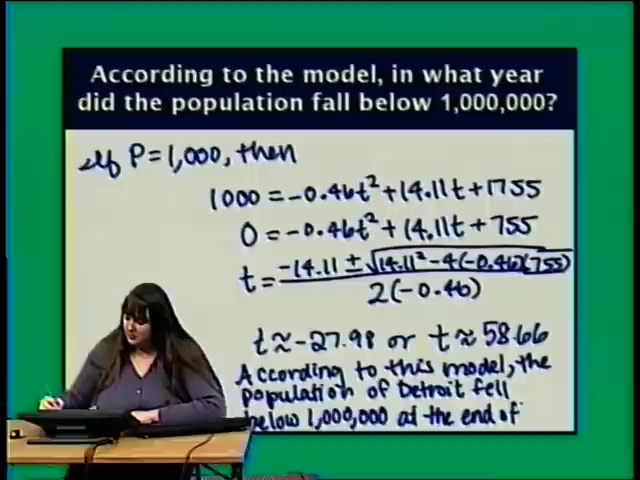 According to the model, in what year
did the population fall below 1,000,000?
If P=1,000, then
1000 = -0.46t²+14.11t+1755
0 = -0.46t²+14.11t+755
t = (-14.11 ± √(14.11²-4(-0.46)(755))) / 2(-0.46)
t ≈ -27.98 or t ≈ 58.66
According to this model, the
population of Detroit fell
below 1,000,000 at the end of